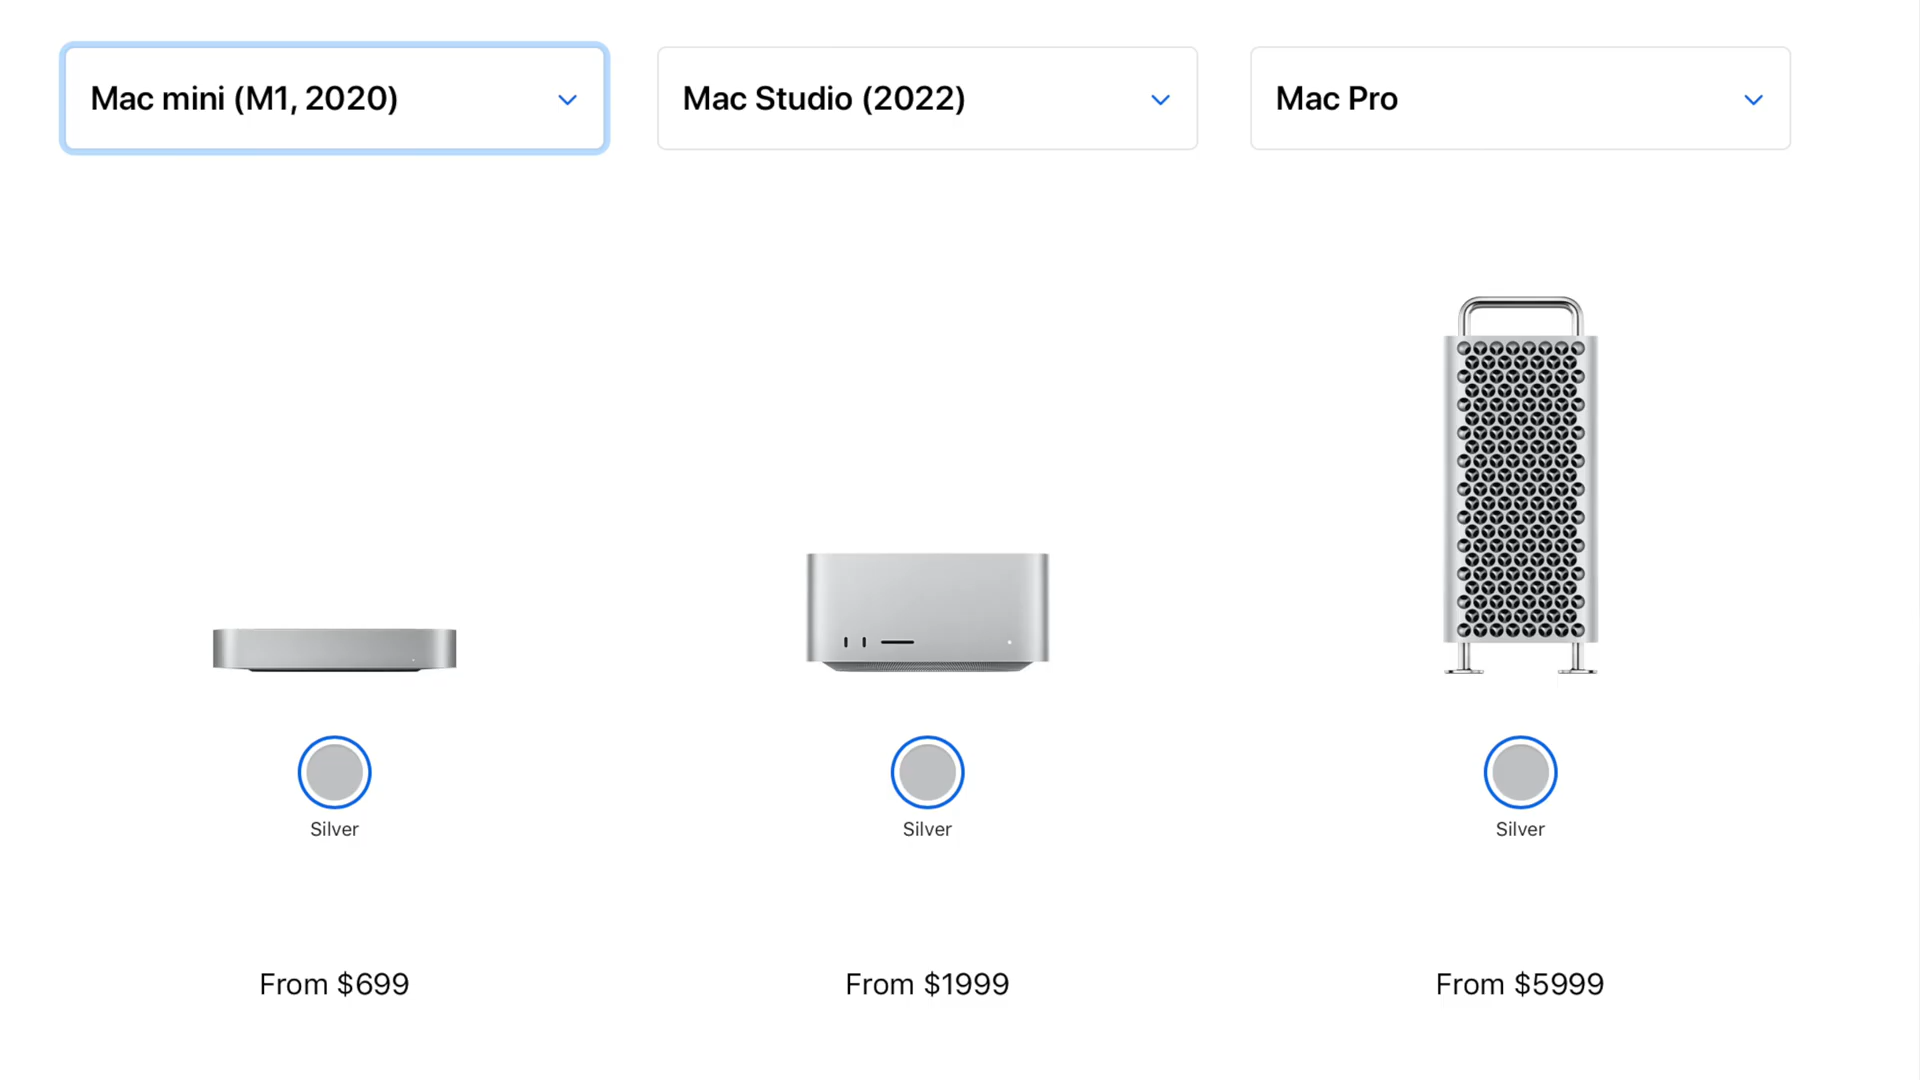 Mac mini (M1, 2020)
Mac Studio (2022)
Mac Pro
Silver
Silver
Silver
From $699
From $1999
From $5999